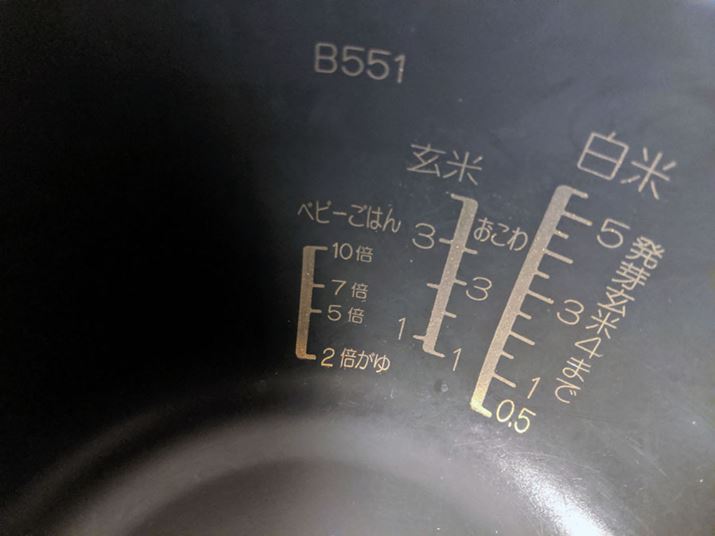 B551
玄米
白米
ベビーごはん
10倍
7倍
5倍
2倍がゆ
3
1
おこわ
3
1
5
3
1
0.5
発芽玄米4まで